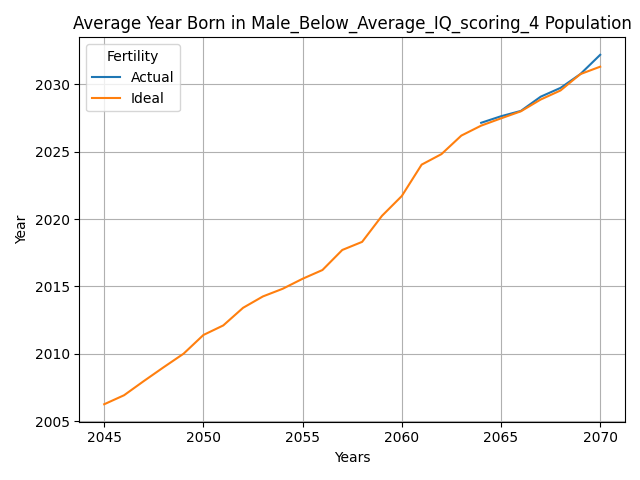 Average Year Born in Male_Below_Average_IQ_scoring_4 Population
Fertility
Actual
Ideal
Year
2030
2025
2020
2015
2010
2005
2045 2050 2055 2060 2065 2070
Years